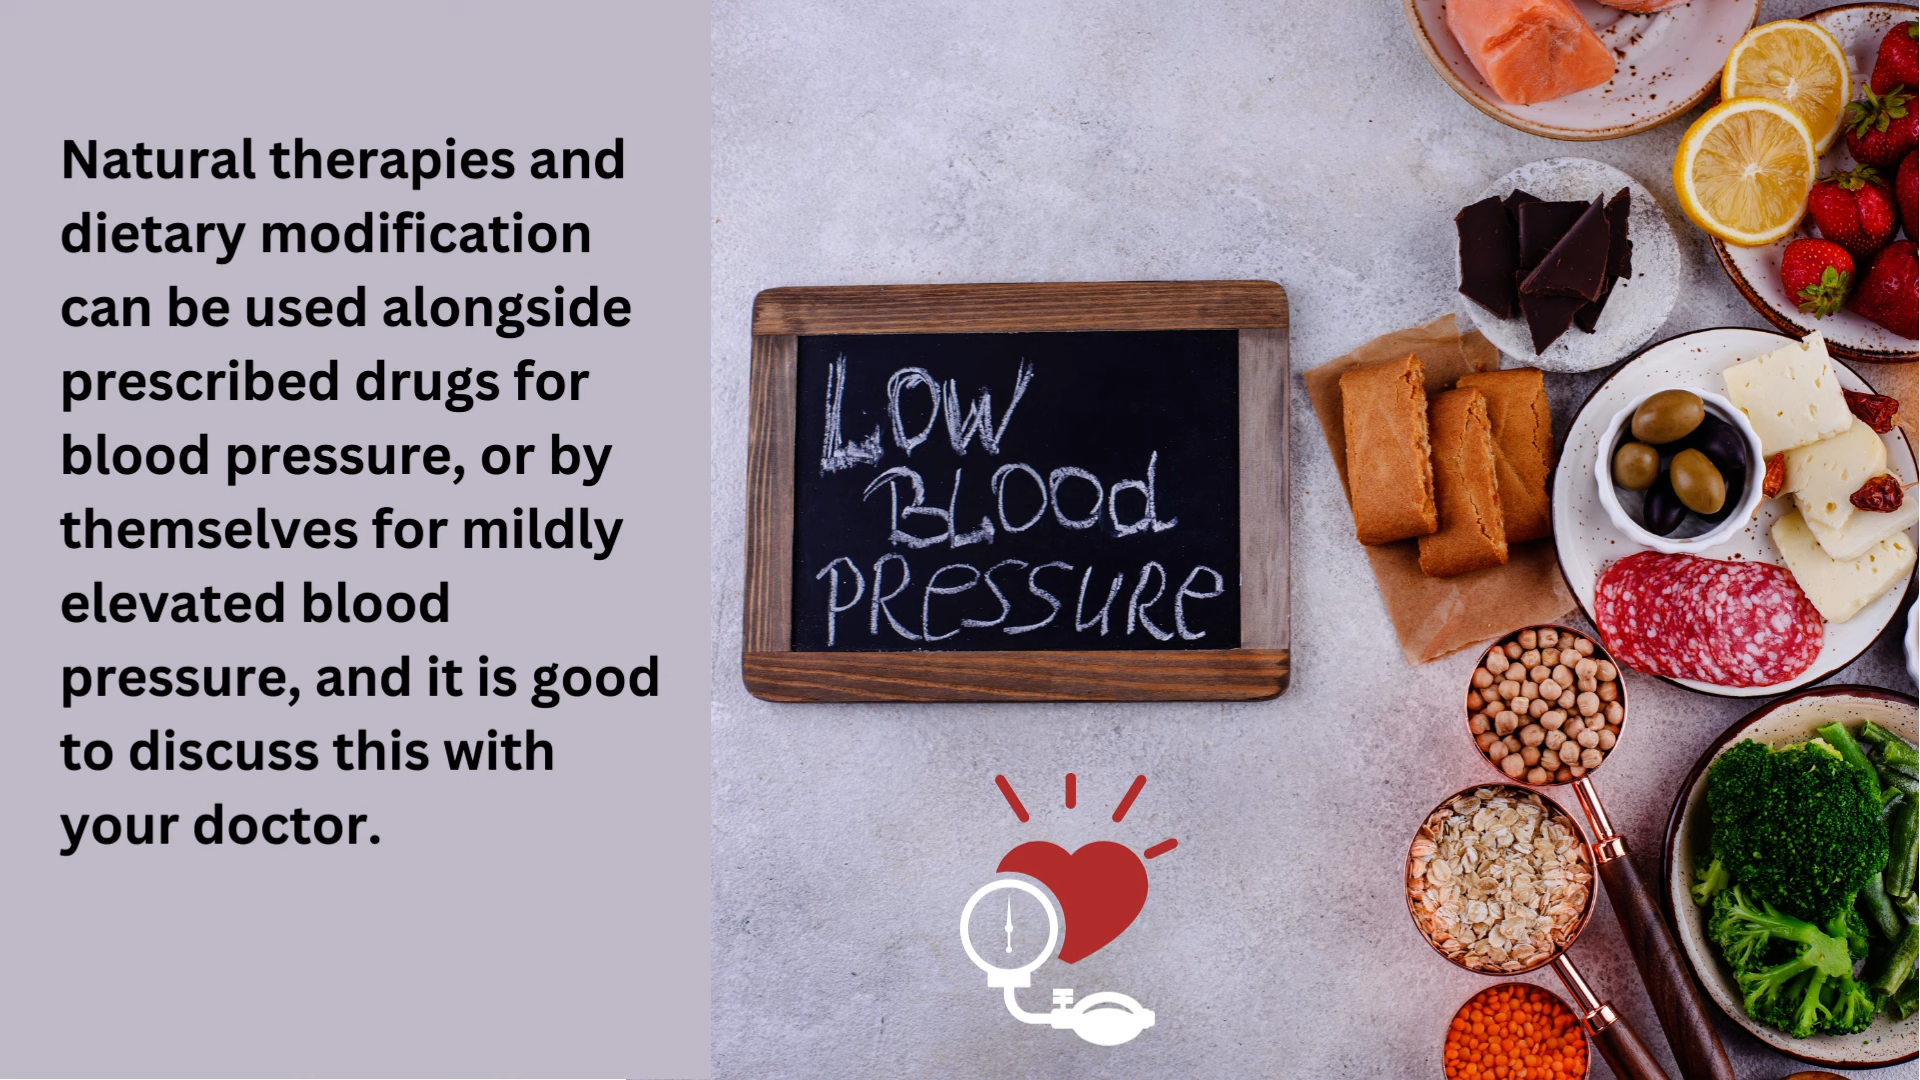 Natural therapies and
dietary modification
can be used alongside
prescribed drugs for
blood pressure, or by
themselves for mildly
elevated blood
pressure, and it is good
to discuss this with
your doctor.
LOW
BLOOd
PRESSURE